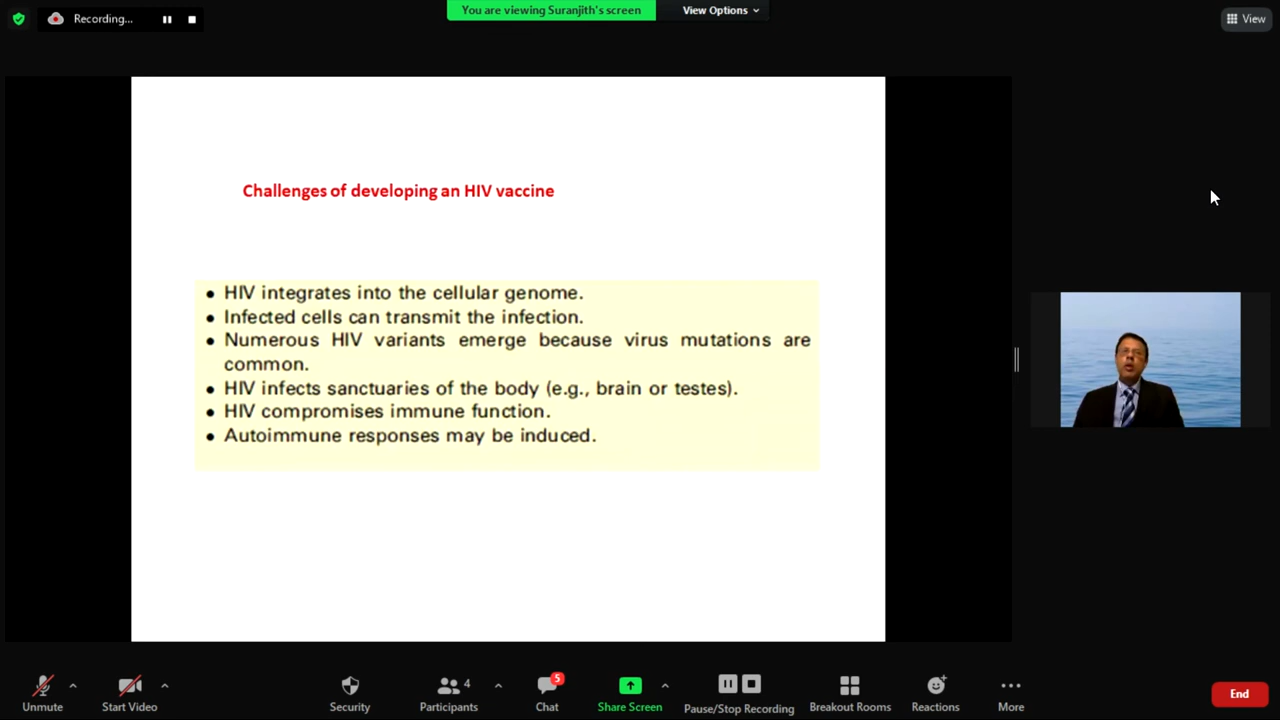 Recording...
You are viewing Suranjith's screen
View Options
View
Challenges of developing an HIV vaccine
• HIV integrates into the cellular genome.
• Infected cells can transmit the infection.
• Numerous HIV variants emerge because virus mutations are
common.
• HIV infects sanctuaries of the body (e.g., brain or testes).
• HIV compromises immune function.
• Autoimmune responses may be induced.
Unmute
Start Video
Security
4
Participants
5
Chat
Share Screen
Pause/Stop Recording
Breakout Rooms
Reactions
More
End